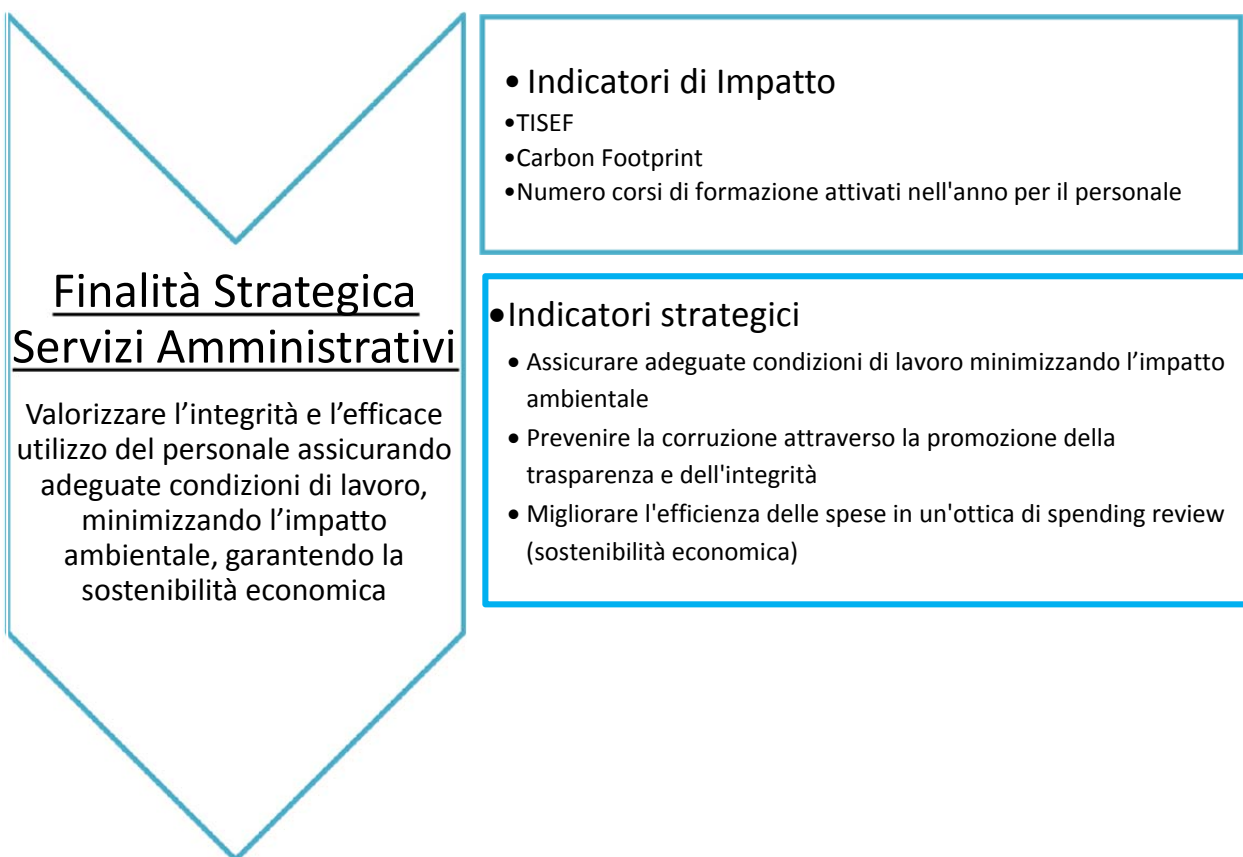 Finalità Strategica
Servizi Amministrativi
Valorizzare l’integrità e l’efficace
utilizzo del personale assicurando
adeguate condizioni di lavoro,
minimizzando l’impatto
ambientale, garantendo la
sostenibilità economica
• Indicatori di Impatto
•TISEF
•Carbon Footprint
•Numero corsi di formazione attivati nell'anno per il personale
•Indicatori strategici
• Assicurare adeguate condizioni di lavoro minimizzando l’impatto
ambientale
• Prevenire la corruzione attraverso la promozione della
trasparenza e dell'integrità
• Migliorare l'efficienza delle spese in un'ottica di spending review
(sostenibilità economica)